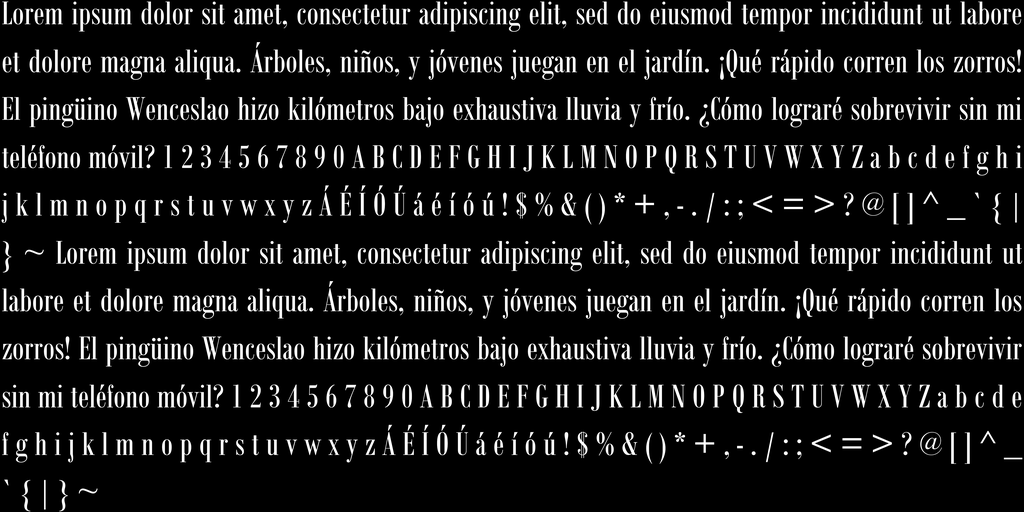 Lorem ipsum dolor sit amet, consectetur adipiscing elit, sed do eiusmod tempor incididunt ut labore
et dolore magna aliqua. Árboles, niños, y jóvenes juegan en el jardín. ¡Qué rápido corren los zorros!
El pingüino Wenceslao hizo kilómetros bajo exhaustiva lluvia y frío. ¿Cómo lograré sobrevivir sin mi
teléfono móvil? 1 2 3 4 5 6 7 8 9 0 A B C D E F G H I J K L M N O P Q R S T U V W X Y Z a b c d e f g h i
j k l m n o p q r s t u v w x y z Á É Í Ó Ú á é í ó ú ! $ % & ( ) * + , - . / : ; < = > ? @ [ ] ^ _ ` { |
} ~ Lorem ipsum dolor sit amet, consectetur adipiscing elit, sed do eiusmod tempor incididunt ut
labore et dolore magna aliqua. Árboles, niños, y jóvenes juegan en el jardín. ¡Qué rápido corren los
zorros! El pingüino Wenceslao hizo kilómetros bajo exhaustiva lluvia y frío. ¿Cómo lograré sobrevivir
sin mi teléfono móvil? 1 2 3 4 5 6 7 8 9 0 A B C D E F G H I J K L M N O P Q R S T U V W X Y Z a b c d e
f g h i j k l m n o p q r s t u v w x y z Á É Í Ó Ú á é í ó ú ! $ % & ( ) * + , - . / : ; < = > ? @ [ ] ^ _
` { | } ~